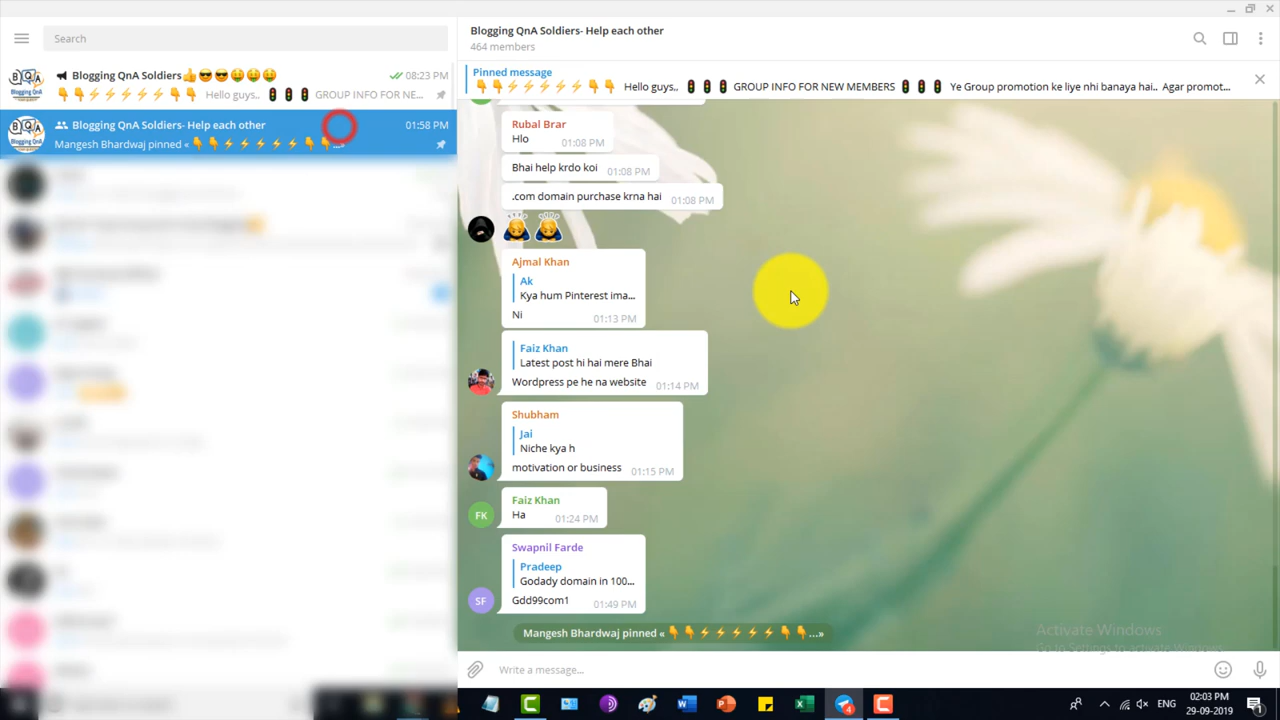 Search
Blogging QnA Soldiers👍😎😎🤑🤑🤑
08:23 PM
👇👇⚡⚡⚡⚡⚡👇👇 Hello guys.. 🚦🚦🚦 GROUP INFO FOR NE...
Blogging QnA Soldiers- Help each other
01:58 PM
Mangesh Bhardwaj pinned « 👇👇⚡⚡⚡⚡⚡👇👇...»
Blogging QnA Soldiers- Help each other
464 members
Pinned message
👇👇⚡⚡⚡⚡⚡👇👇 Hello guys.. 🚦🚦🚦 GROUP INFO FOR NEW MEMBERS 🚦🚦🚦 Ye Group promotion ke liye nhi banaya hai.. Agar promot...
Rubal Brar
Hlo 01:08 PM
Bhai help krdo koi 01:08 PM
.com domain purchase krna hai 01:08 PM
Ajmal Khan
Ak
Kya hum Pinterest ima...
Ni 01:13 PM
Faiz Khan
Latest post hi hai mere Bhai
Wordpress pe he na website 01:14 PM
Shubham
Jai
Niche kya h
motivation or business 01:15 PM
FK
Faiz Khan
Ha 01:24 PM
Swapnil Farde
Pradeep
Godady domain in 100...
SF
Gdd99com1 01:49 PM
Mangesh Bhardwaj pinned « 👇👇⚡⚡⚡⚡⚡👇👇...»
Activate Windows
Go to Settings to activate Windows.
Write a message...
02:03 PM
29-09-2019